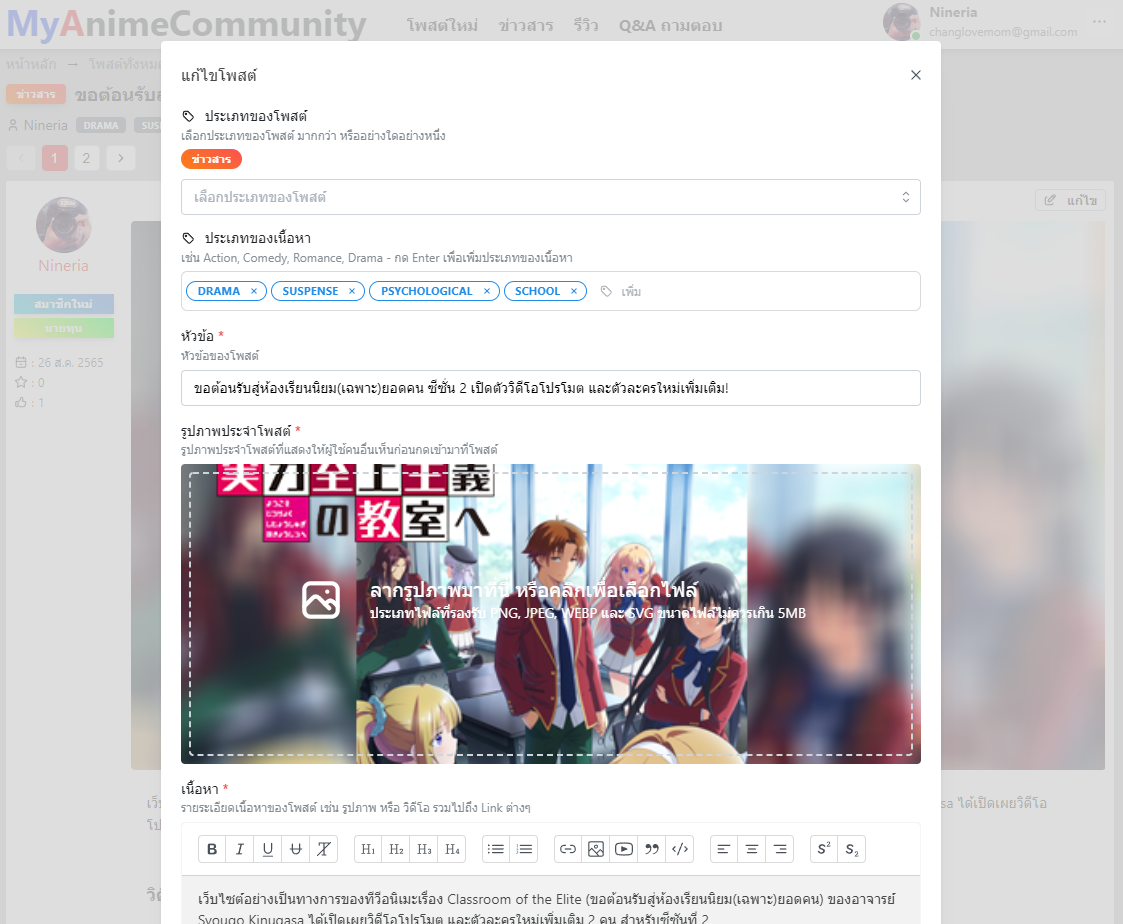 MyAnimeCommunity
โพสต์ใหม่ ข่าวสาร รีวิว Q&A ถามตอบ
Nineria
changlovemom@gmail.com
หน้าหลัก → โพสต์ทั้งหมด
ข่าวสาร ขอต้อนรับ
Nineria DRAMA
1 2
Nineria
สมาชิกใหม่
นายทุน
: 26 ส.ค. 2565
: 0
: 1
แก้ไข
แก้ไขโพสต์
ประเภทของโพสต์
เลือกประเภทของโพสต์ มากกว่า หรืออย่างใดอย่างหนึ่ง
ข่าวสาร
เลือกประเภทของโพสต์
ประเภทของเนื้อหา
เช่น Action, Comedy, Romance, Drama - กด Enter เพื่อเพิ่มประเภทของเนื้อหา
DRAMA × SUSPENSE × PSYCHOLOGICAL × SCHOOL × เพิ่ม
หัวข้อ *
หัวข้อของโพสต์
ขอต้อนรับสู่ห้องเรียนนิยม(เฉพาะ)ยอดคน ซีซั่น 2 เปิดตัววิดีโอโปรโมต และตัวละครใหม่เพิ่มเติม!
รูปภาพประจำโพสต์ *
รูปภาพประจำโพสต์ที่แสดงให้ผู้ใช้คนอื่นเห็นก่อนกดเข้ามาที่โพสต์
実力至上主義
ようこそ
の教室へ
ลากรูปภาพมาที่นี่ หรือคลิกเพื่อเลือกไฟล์
ประเภทไฟล์ที่รองรับ PNG, JPEG, WEBP และ SVG ขนาดไฟล์ไม่ควรเกิน 5MB
เนื้อหา *
รายระเอียดเนื้อหาของโพสต์ เช่น รูปภาพ หรือ วิดีโอ รวมไปถึง Link ต่างๆ
B I U H1 H2 H3 H4 S² S₂
เว็บไซต์อย่างเป็นทางการของทีวีอนิเมะเรื่อง Classroom of the Elite (ขอต้อนรับสู่ห้องเรียนนิยม(เฉพาะ)ยอดคน) ของอาจารย์
Syougo Kinugasa ได้เปิดเผยวิดีโอโปรโมต และตัวละครใหม่เพิ่มเติม 2 คน สำหรับซีซันที่ 2
sa ได้เปิดเผยวิดีโอ